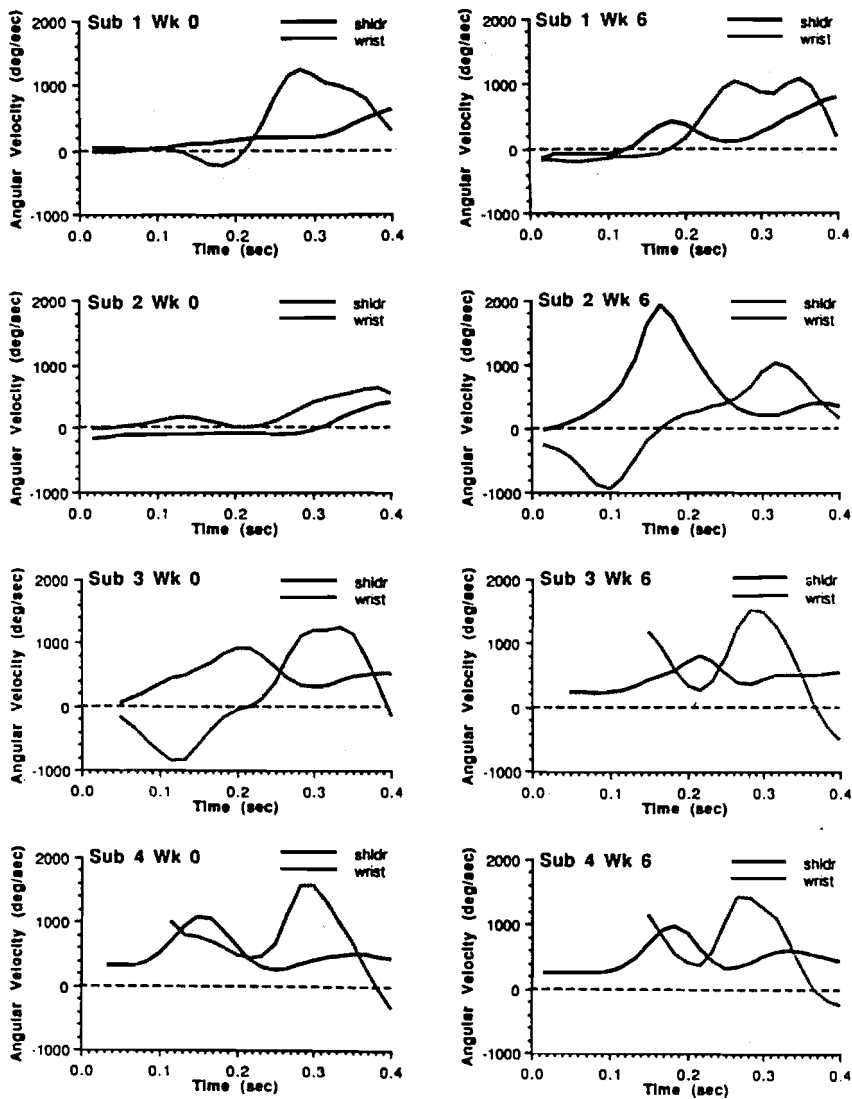 Sub 1 Wk 0
shldr
wrist
Angular Velocity (deg/sec)
2000
1000
0
-1000
0.0 0.1 0.2 0.3 0.4
Time (sec)
Sub 1 Wk 6
shldr
wrist
Angular Velocity (deg/sec)
2000
1000
0
-1000
0.0 0.1 0.2 0.3 0.4
Time (sec)
Sub 2 Wk 0
shldr
wrist
Angular Velocity (deg/sec)
2000
1000
0
-1000
0.0 0.1 0.2 0.3 0.4
Time (sec)
Sub 2 Wk 6
shldr
wrist
Angular Velocity (deg/sec)
2000
1000
0
-1000
0.0 0.1 0.2 0.3 0.4
Time (sec)
Sub 3 Wk 0
shldr
wrist
Angular Velocity (deg/sec)
2000
1000
0
-1000
0.0 0.1 0.2 0.3 0.4
Time (sec)
Sub 3 Wk 6
shldr
wrist
Angular Velocity (deg/sec)
2000
1000
0
-1000
0.0 0.1 0.2 0.3 0.4
Time (sec)
Sub 4 Wk 0
shldr
wrist
Angular Velocity (deg/sec)
2000
1000
0
-1000
0.0 0.1 0.2 0.3 0.4
Time (sec)
Sub 4 Wk 6
shldr
wrist
Angular Velocity (deg/sec)
2000
1000
0
-1000
0.0 0.1 0.2 0.3 0.4
Time (sec)